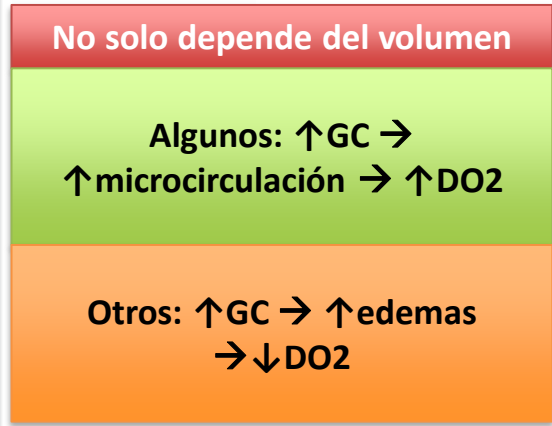 No solo depende del volumen
Algunos: ↑GC →
↑microcirculación → ↑DO2
Otros: ↑GC → ↑edemas
→↓DO2